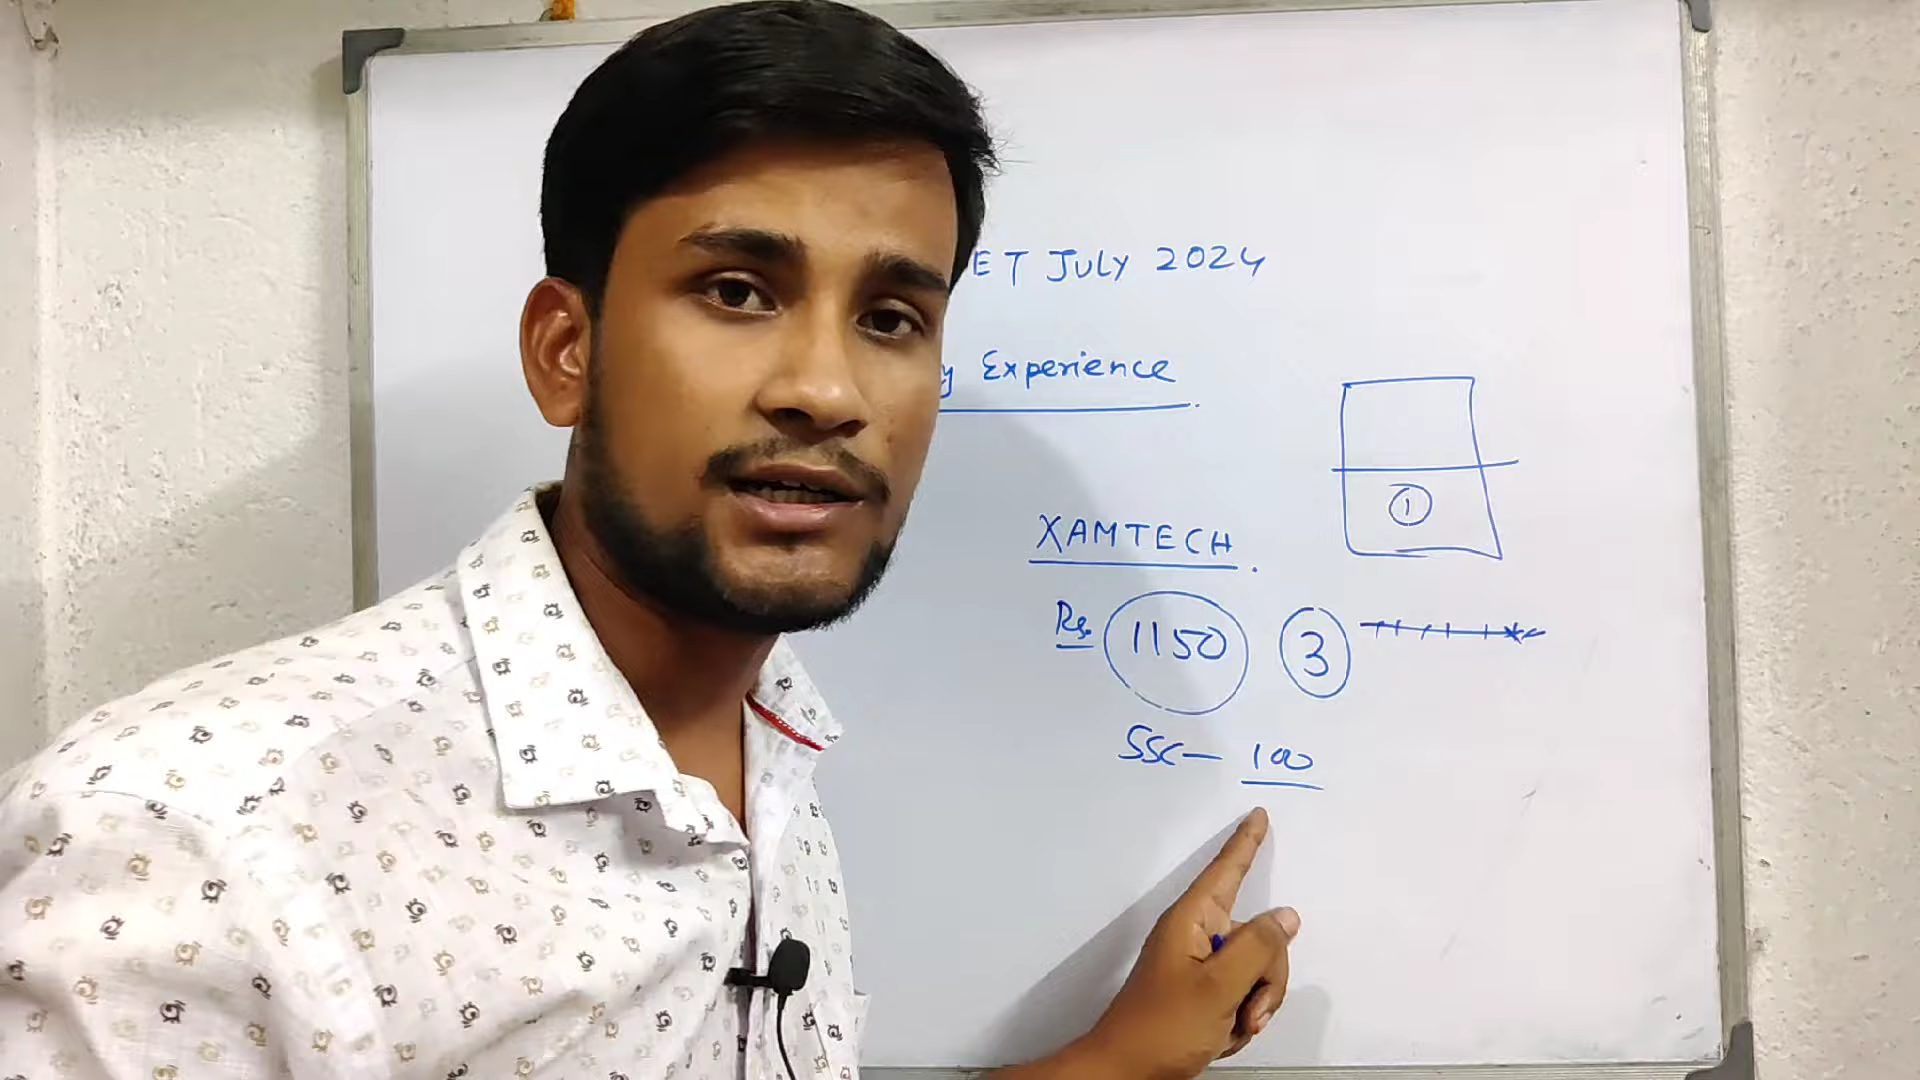 ET JULY 2024
y Experience
①
XAMTECH.
Rs. 1150 3
SSC - 100